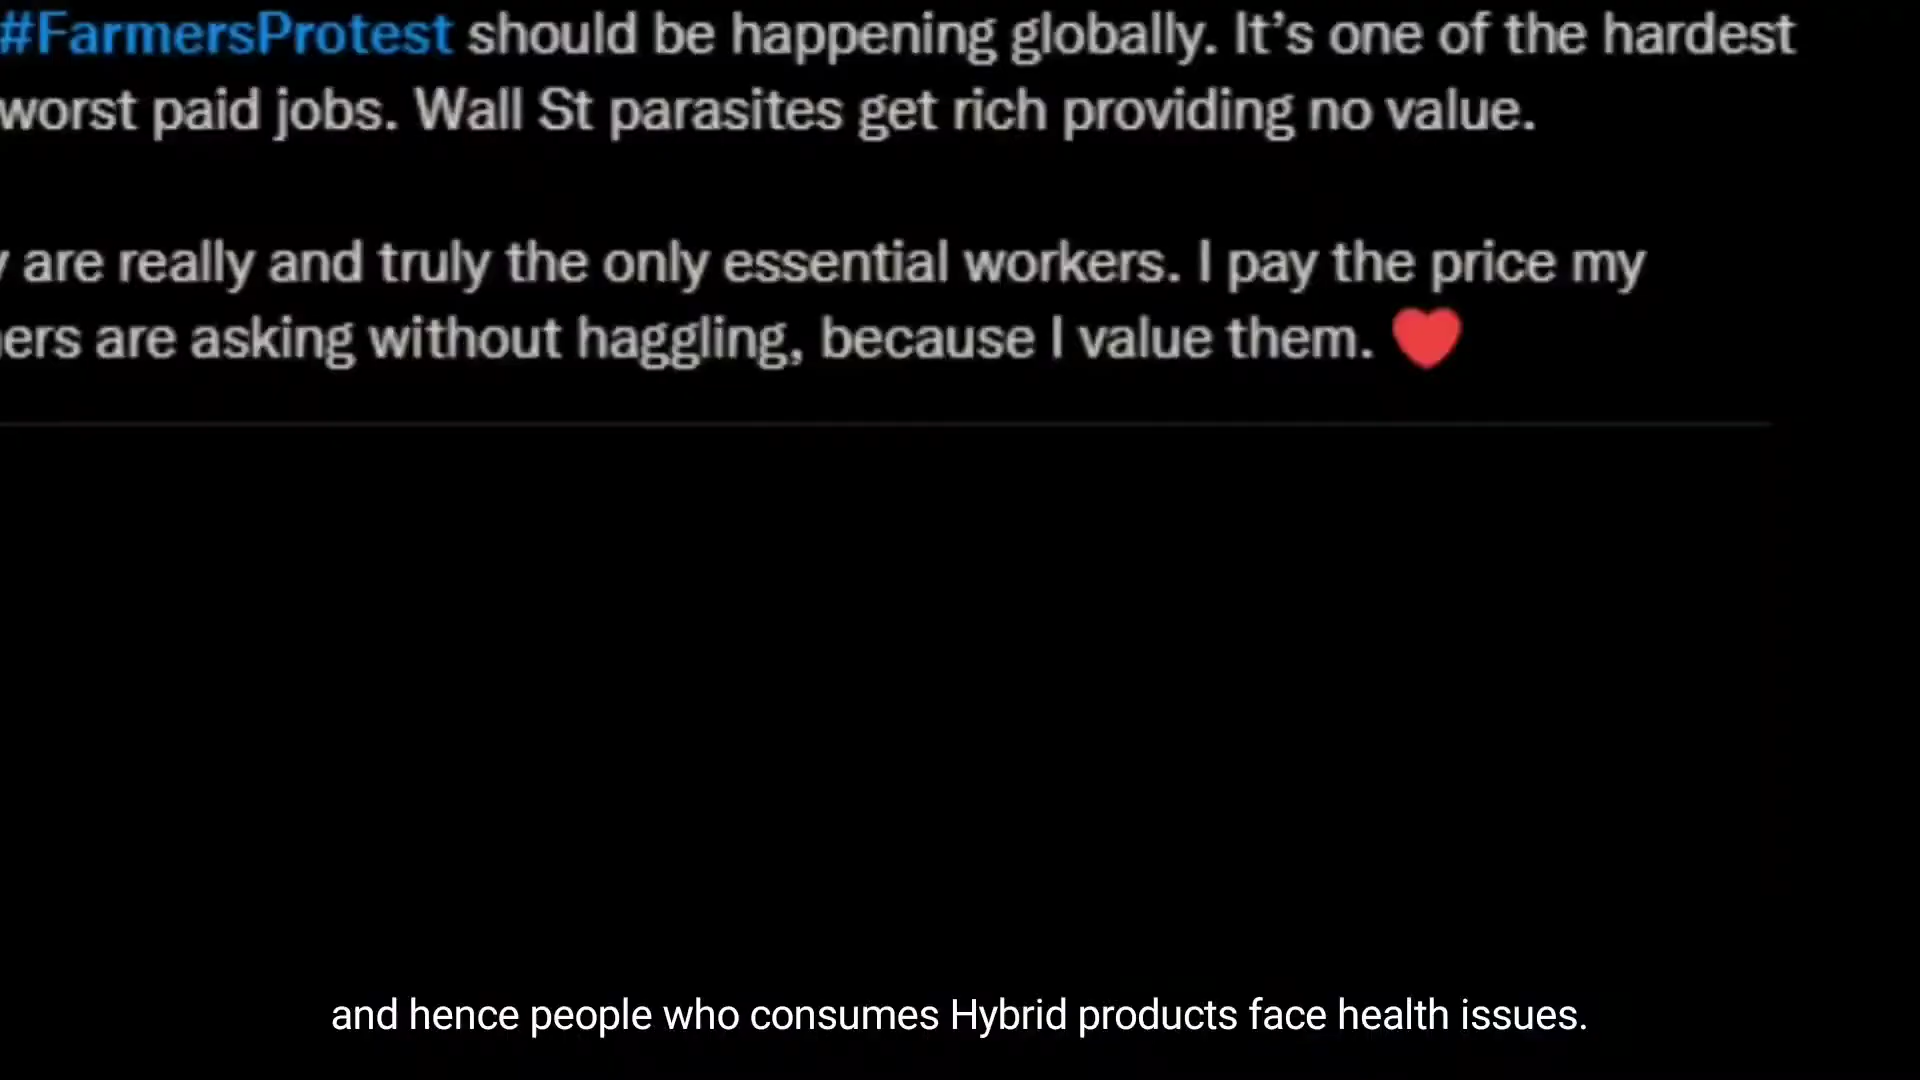 #FarmersProtest should be happening globally. It’s one of the hardest
worst paid jobs. Wall St parasites get rich providing no value.
are really and truly the only essential workers. I pay the price my
are asking without haggling, because I value them. ❤️
and hence people who consumes Hybrid products face health issues.